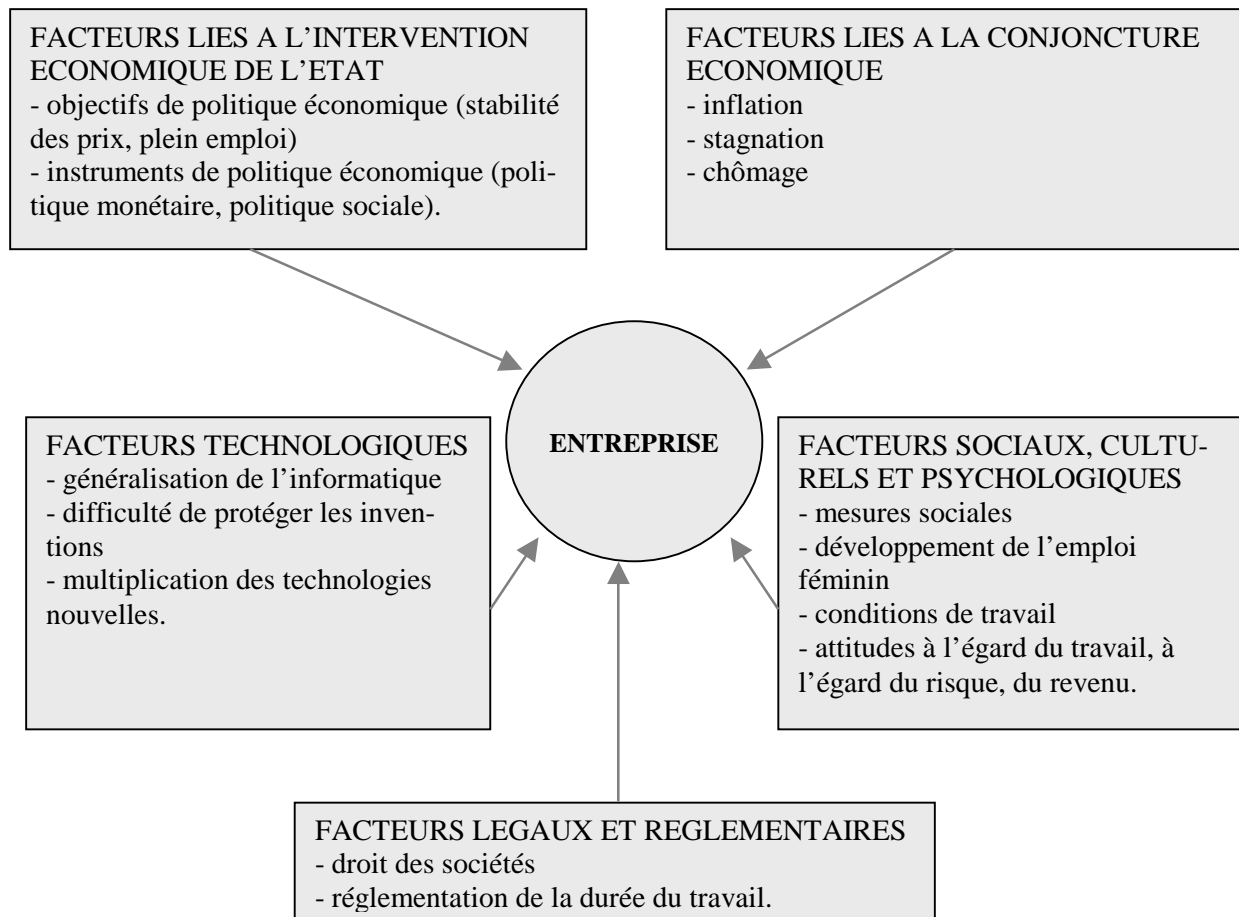 FACTEURS LIES A L’INTERVENTION
ECONOMIQUE DE L’ETAT
- objectifs de politique économique (stabilité
des prix, plein emploi)
- instruments de politique économique (poli-
tique monétaire, politique sociale).
FACTEURS LIES A LA CONJONCTURE
ECONOMIQUE
- inflation
- stagnation
- chômage
ENTREPRISE
FACTEURS TECHNOLOGIQUES
- généralisation de l’informatique
- difficulté de protéger les inven-
tions
- multiplication des technologies
nouvelles.
FACTEURS SOCIAUX, CULTU-
RELS ET PSYCHOLOGIQUES
- mesures sociales
- développement de l’emploi
féminin
- conditions de travail
- attitudes à l’égard du travail, à
l’égard du risque, du revenu.
FACTEURS LEGAUX ET REGLEMENTAIRES
- droit des sociétés
- réglementation de la durée du travail.